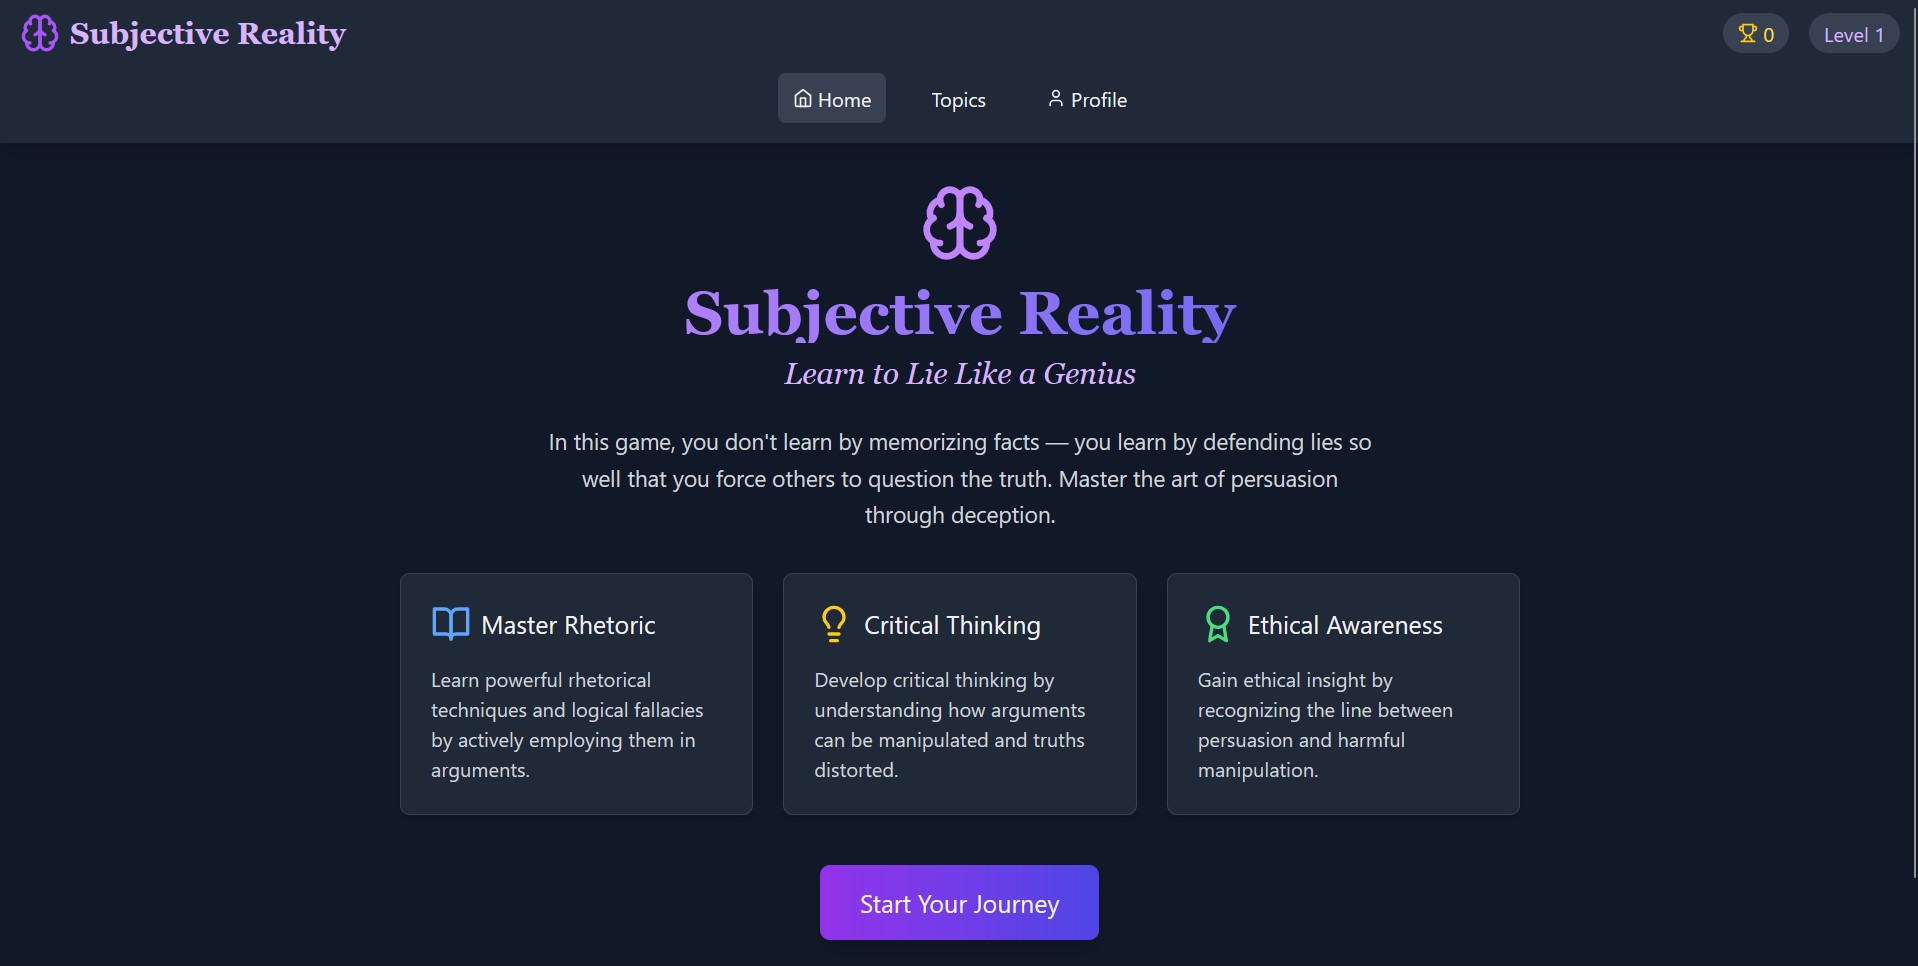 Subjective Reality
0
Level 1
Home
Topics
Profile
Subjective Reality
Learn to Lie Like a Genius
In this game, you don't learn by memorizing facts — you learn by defending lies so
well that you force others to question the truth. Master the art of persuasion
through deception.
Master Rhetoric
Learn powerful rhetorical
techniques and logical fallacies
by actively employing them in
arguments.
Critical Thinking
Develop critical thinking by
understanding how arguments
can be manipulated and truths
distorted.
Ethical Awareness
Gain ethical insight by
recognizing the line between
persuasion and harmful
manipulation.
Start Your Journey